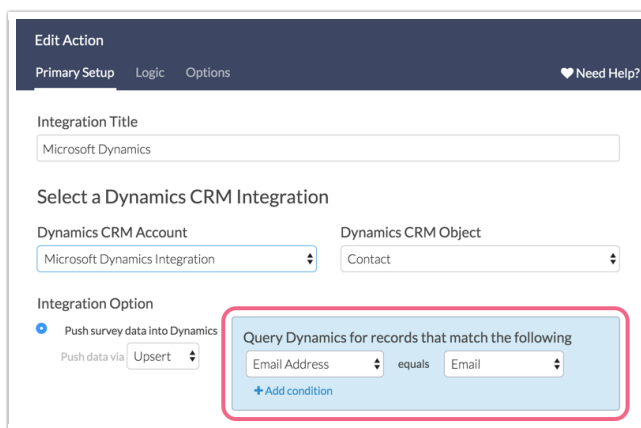 Edit Action
Primary Setup Logic Options Need Help?
Integration Title
Microsoft Dynamics
Select a Dynamics CRM Integration
Dynamics CRM Account Dynamics CRM Object
Microsoft Dynamics Integration Contact
Integration Option
Push survey data into Dynamics
Push data via Upsert
Query Dynamics for records that match the following
Email Address equals Email
+ Add condition